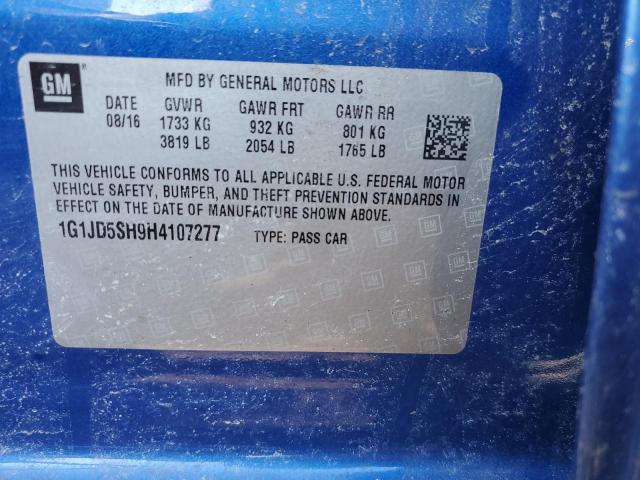 GM
MFD BY GENERAL MOTORS LLC
DATE GVWR GAWR FRT GAWR RR
08/16 1733 KG 932 KG 801 KG
3819 LB 2054 LB 1765 LB
THIS VEHICLE CONFORMS TO ALL APPLICABLE U.S. FEDERAL MOTOR
VEHICLE SAFETY, BUMPER, AND THEFT PREVENTION STANDARDS IN
EFFECT ON THE DATE OF MANUFACTURE SHOWN ABOVE.
1G1JD5SH9H4107277 TYPE: PASS CAR